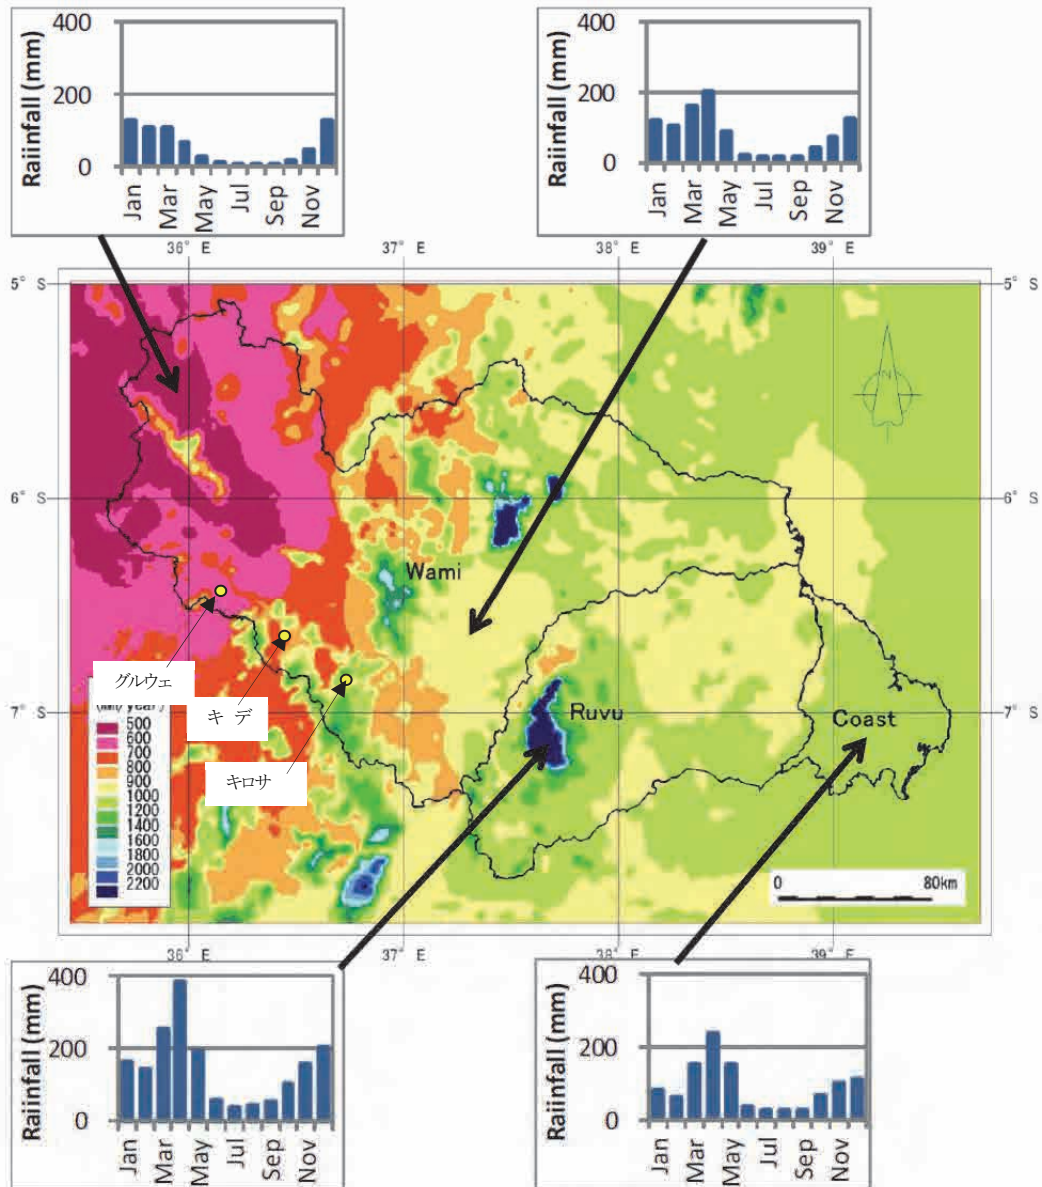 400
200
0
Raiinfall (mm)
Jan
Mar
May
Jul
Sep
Nov
400
200
0
Raiinfall (mm)
Jan
Mar
May
Jul
Sep
Nov
36° E
37° E
38° E
39° E
5° S
5° S
N
6° S
6° S
Wami
グルウェ
キ デ
キロサ
7° S
7° S
Ruvu
Coast
(mm/year)
500
600
700
800
900
1000
1200
1400
1600
1800
2000
2200
0
80km
36° E
37° E
38° E
39° E
400
200
0
Raiinfall (mm)
Jan
Mar
May
Jul
Sep
Nov
400
200
0
Raiinfall (mm)
Jan
Mar
May
Jul
Sep
Nov